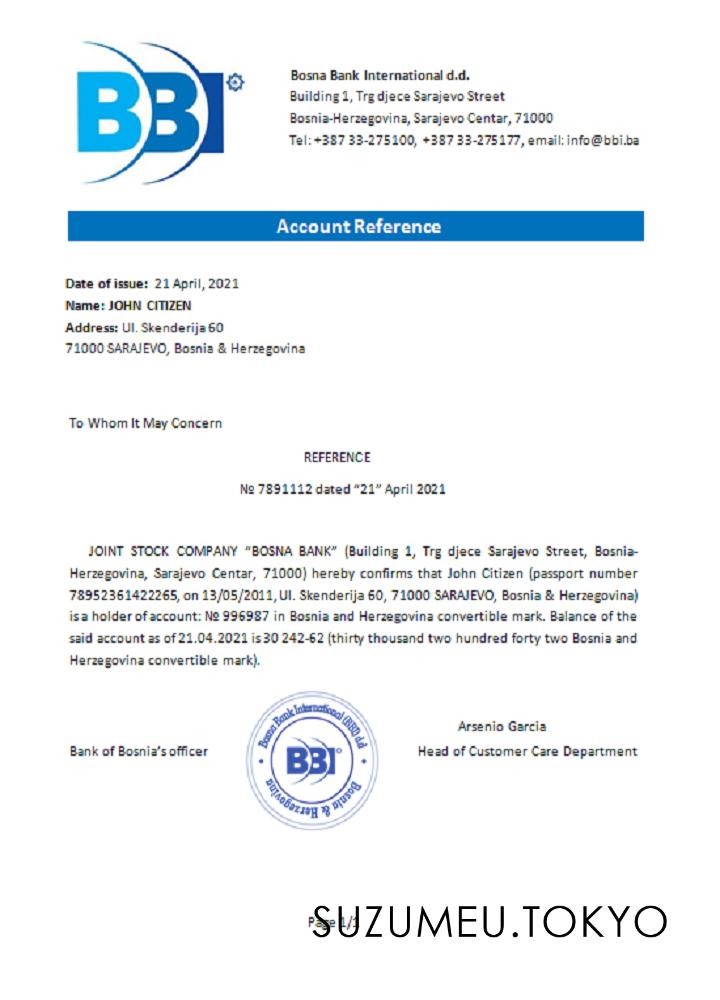 BBI
Bosna Bank International d.d.
Building 1, Trg djece Sarajevo Street
Bosnia-Herzegovina, Sarajevo Centar, 71000
Tel: +387 33-275100, +387 33-275177, email: info@bbi.ba
Account Reference
Date of issue: 21 April, 2021
Name: JOHN CITIZEN
Address: Ul. Skenderija 60
71000 SARAJEVO, Bosnia & Herzegovina
To Whom It May Concern
REFERENCE
№ 7891112 dated “21” April 2021
JOINT STOCK COMPANY “BOSNA BANK” (Building 1, Trg djece Sarajevo Street, Bosnia-
Herzegovina, Sarajevo Centar, 71000) hereby confirms that John Citizen (passport number
78952361422265, on 13/05/2011, Ul. Skenderija 60, 71000 SARAJEVO, Bosnia & Herzegovina)
is a holder of account: № 996987 in Bosnia and Herzegovina convertible mark. Balance of the
said account as of 21.04.2021 is 30 242-62 (thirty thousand two hundred forty two Bosnia and
Herzegovina convertible mark).
Bosna Bank International (BBI) d.d
BBI
Bosnia & Herzegovina
Arsenio Garcia
Bank of Bosnia’s officer
Head of Customer Care Department
Page 1/1
SUZUMEU.TOKYO